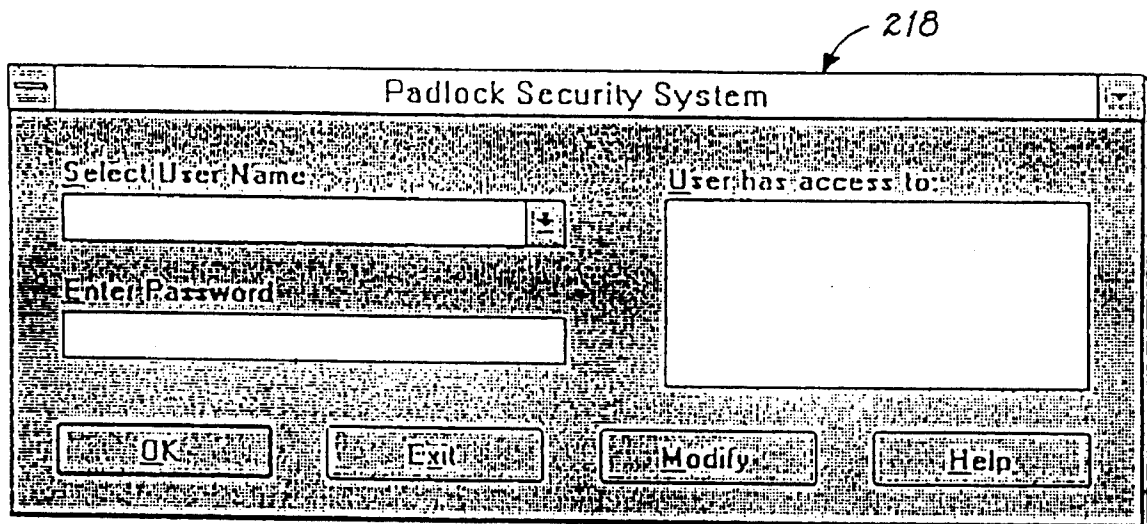 218
Padlock Security System
Select User Name
User has access to:
Enter Password
OK
Exit
Modify
Help